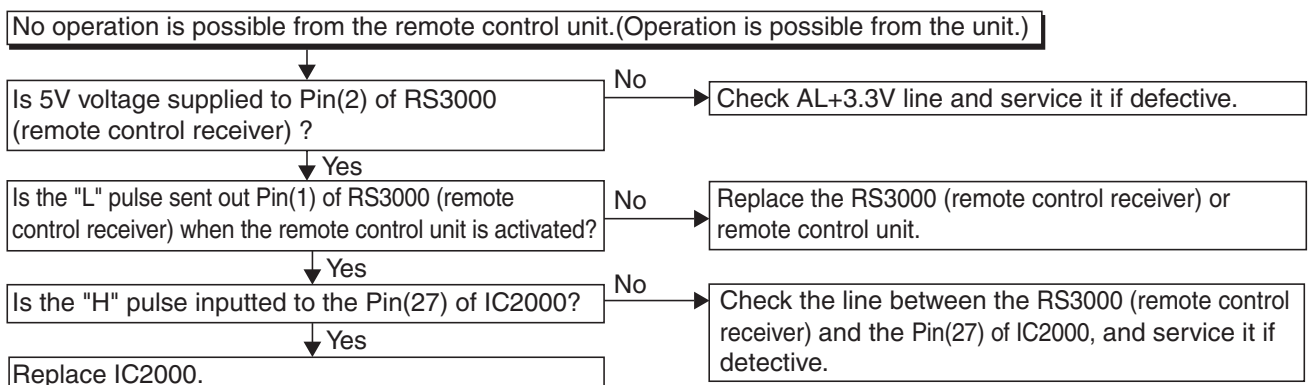 No operation is possible from the remote control unit.(Operation is possible from the unit.)
Is 5V voltage supplied to Pin(2) of RS3000
(remote control receiver) ?
No
Check AL+3.3V line and service it if defective.
Yes
Is the "L" pulse sent out Pin(1) of RS3000 (remote
control receiver) when the remote control unit is activated?
No
Replace the RS3000 (remote control receiver) or
remote control unit.
Yes
Is the "H" pulse inputted to the Pin(27) of IC2000?
No
Check the line between the RS3000 (remote control
receiver) and the Pin(27) of IC2000, and service it if
detective.
Yes
Replace IC2000.